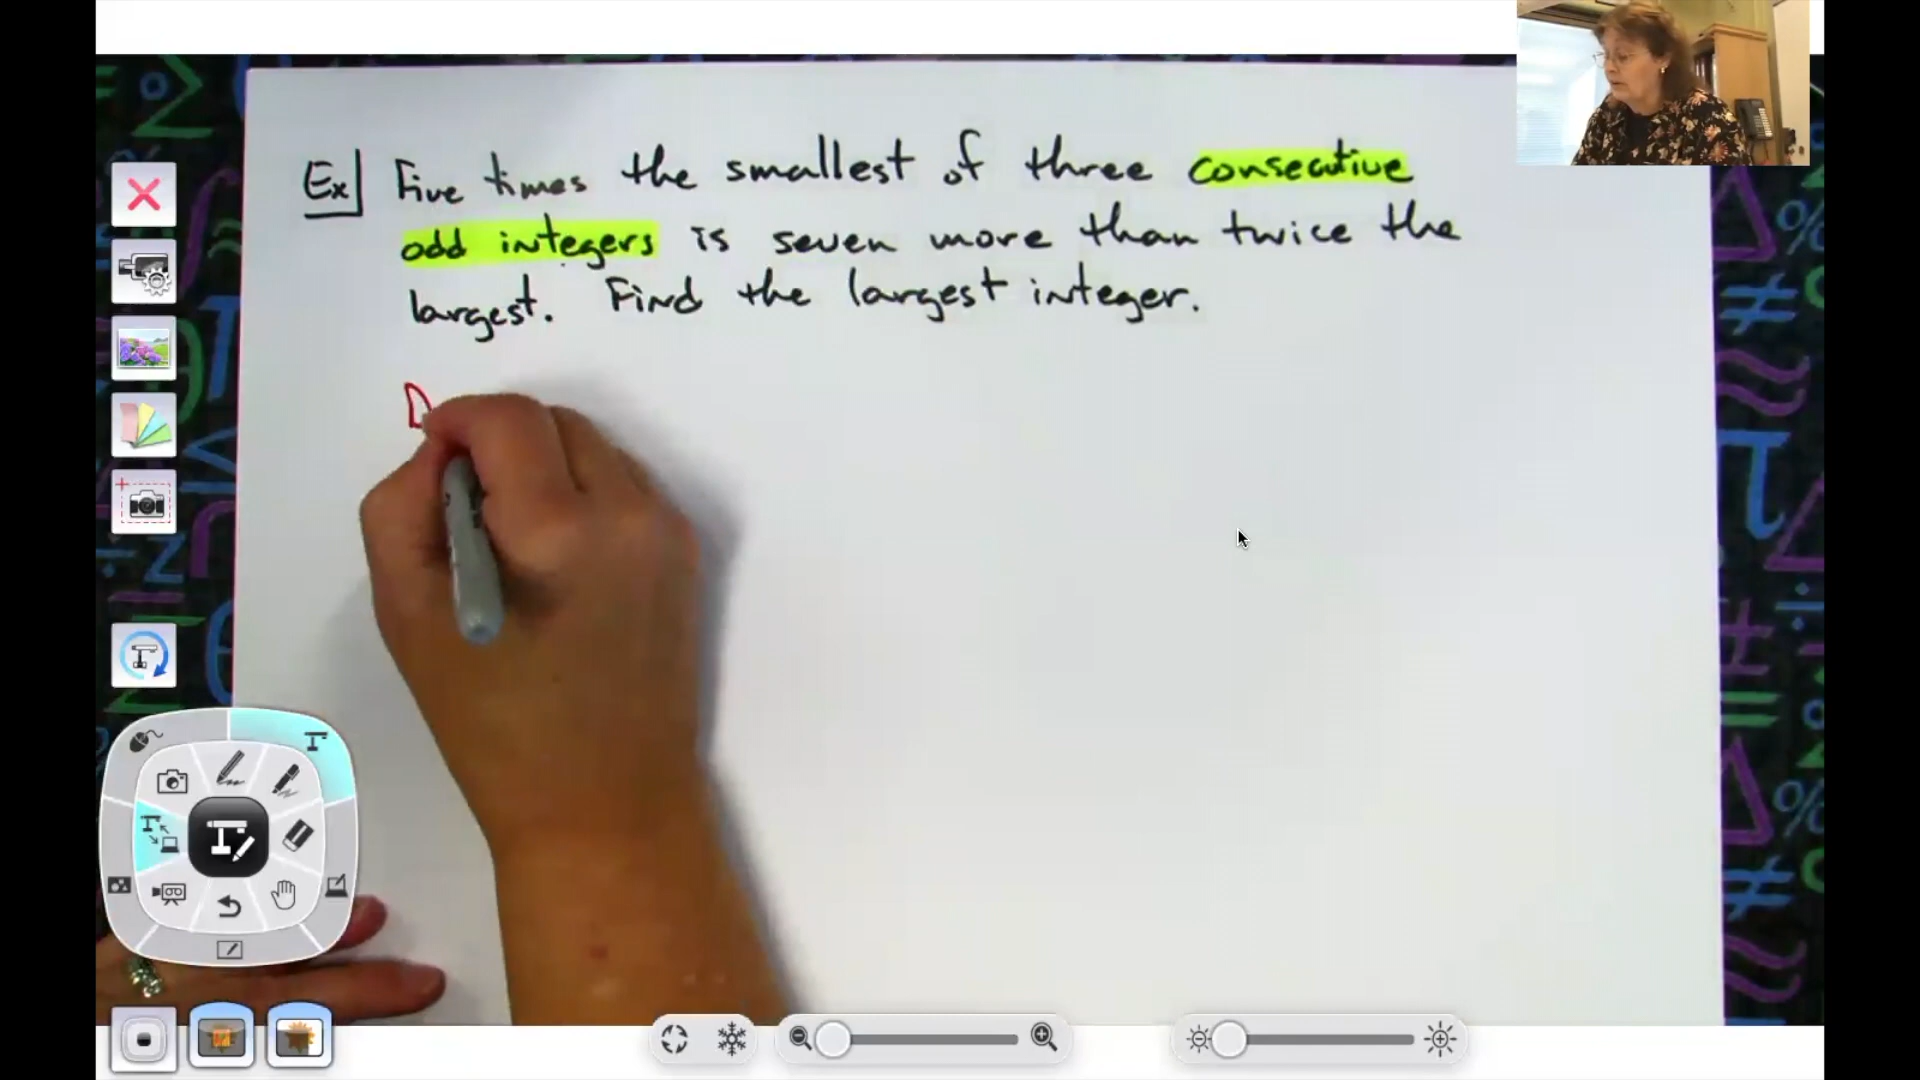 Ex Five times the smallest of three consecutive
odd integers is seven more than twice the
largest. Find the largest integer.
D